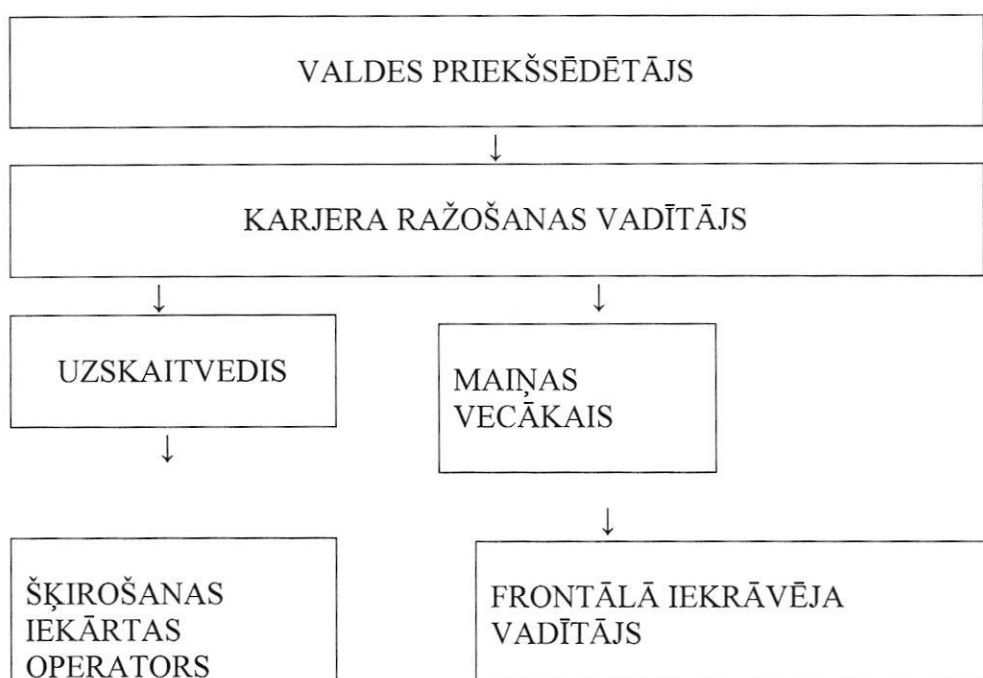 VALDES PRIEKŠSĒDĒTĀJS
↓
KARJERA RAŽOŠANAS VADĪTĀJS
↓ ↓
UZSKAITVEDIS
MAIŅAS
VECĀKAIS
↓
↓
ŠĶIROŠANAS
IEKĀRTAS
OPERATORS
FRONTĀLĀ IEKRĀVĒJA
VADĪTĀJS